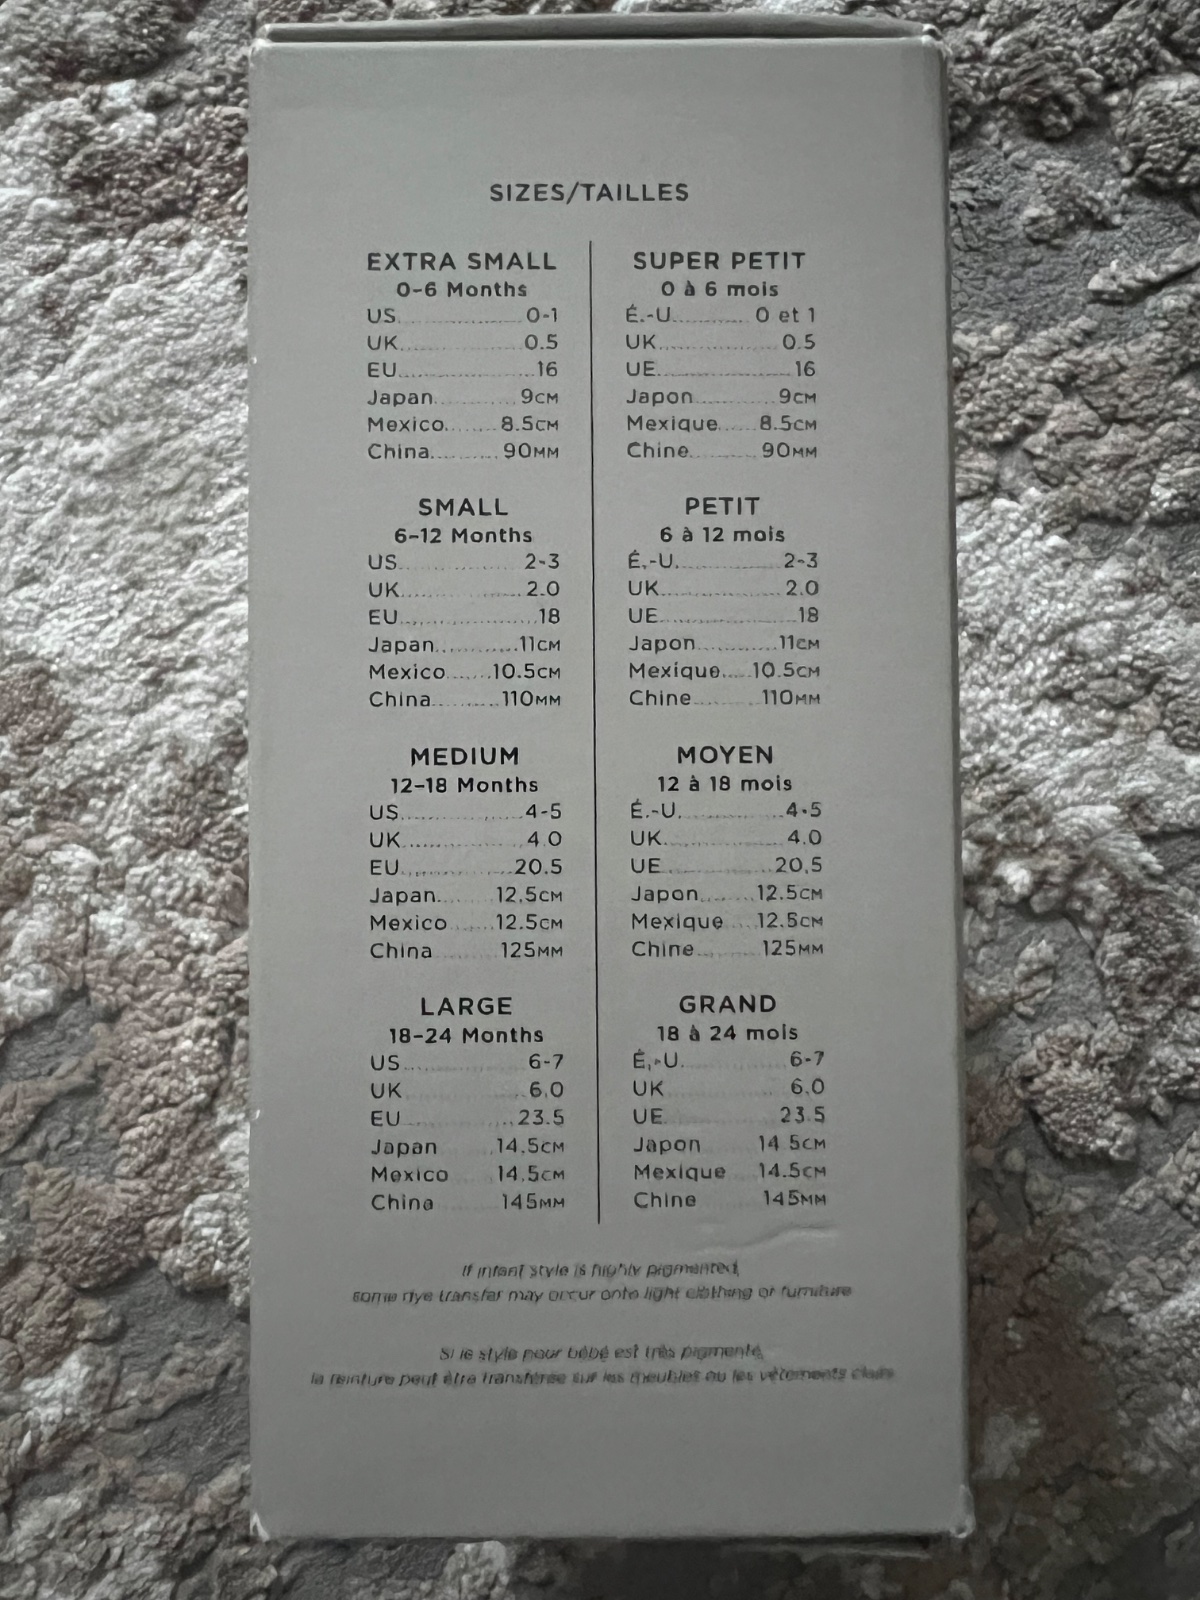 SIZES/TAILLES
EXTRA SMALL
0-6 Months
US 0-1
UK 0.5
EU 16
Japan 9CM
Mexico 8.5CM
China 90MM
SMALL
6-12 Months
US 2-3
UK 2.0
EU 18
Japan 11CM
Mexico 10.5CM
China 110MM
MEDIUM
12-18 Months
US 4-5
UK 4.0
EU 20.5
Japan 12.5CM
Mexico 12.5CM
China 125MM
LARGE
18-24 Months
US 6-7
UK 6.0
EU 23.5
Japan 14.5CM
Mexico 14.5CM
China 145MM
SUPER PETIT
0 à 6 mois
É.-U. 0 et 1
UK 0.5
UE 16
Japon 9CM
Mexique 8.5CM
Chine 90MM
PETIT
6 à 12 mois
É.-U. 2-3
UK 2.0
UE 18
Japon 11CM
Mexique 10.5CM
Chine 110MM
MOYEN
12 à 18 mois
É.-U. 4-5
UK 4.0
UE 20.5
Japon 12.5CM
Mexique 12.5CM
Chine 125MM
GRAND
18 à 24 mois
É.-U. 6-7
UK 6.0
UE 23.5
Japon 14.5CM
Mexique 14.5CM
Chine 145MM
If infant style is highly pigmented,
some dye transfer may occur onto light clothing or furniture
Si le style pour bébé est très pigmenté,
la teinture peut être transférée sur les meubles ou les vêtements clairs